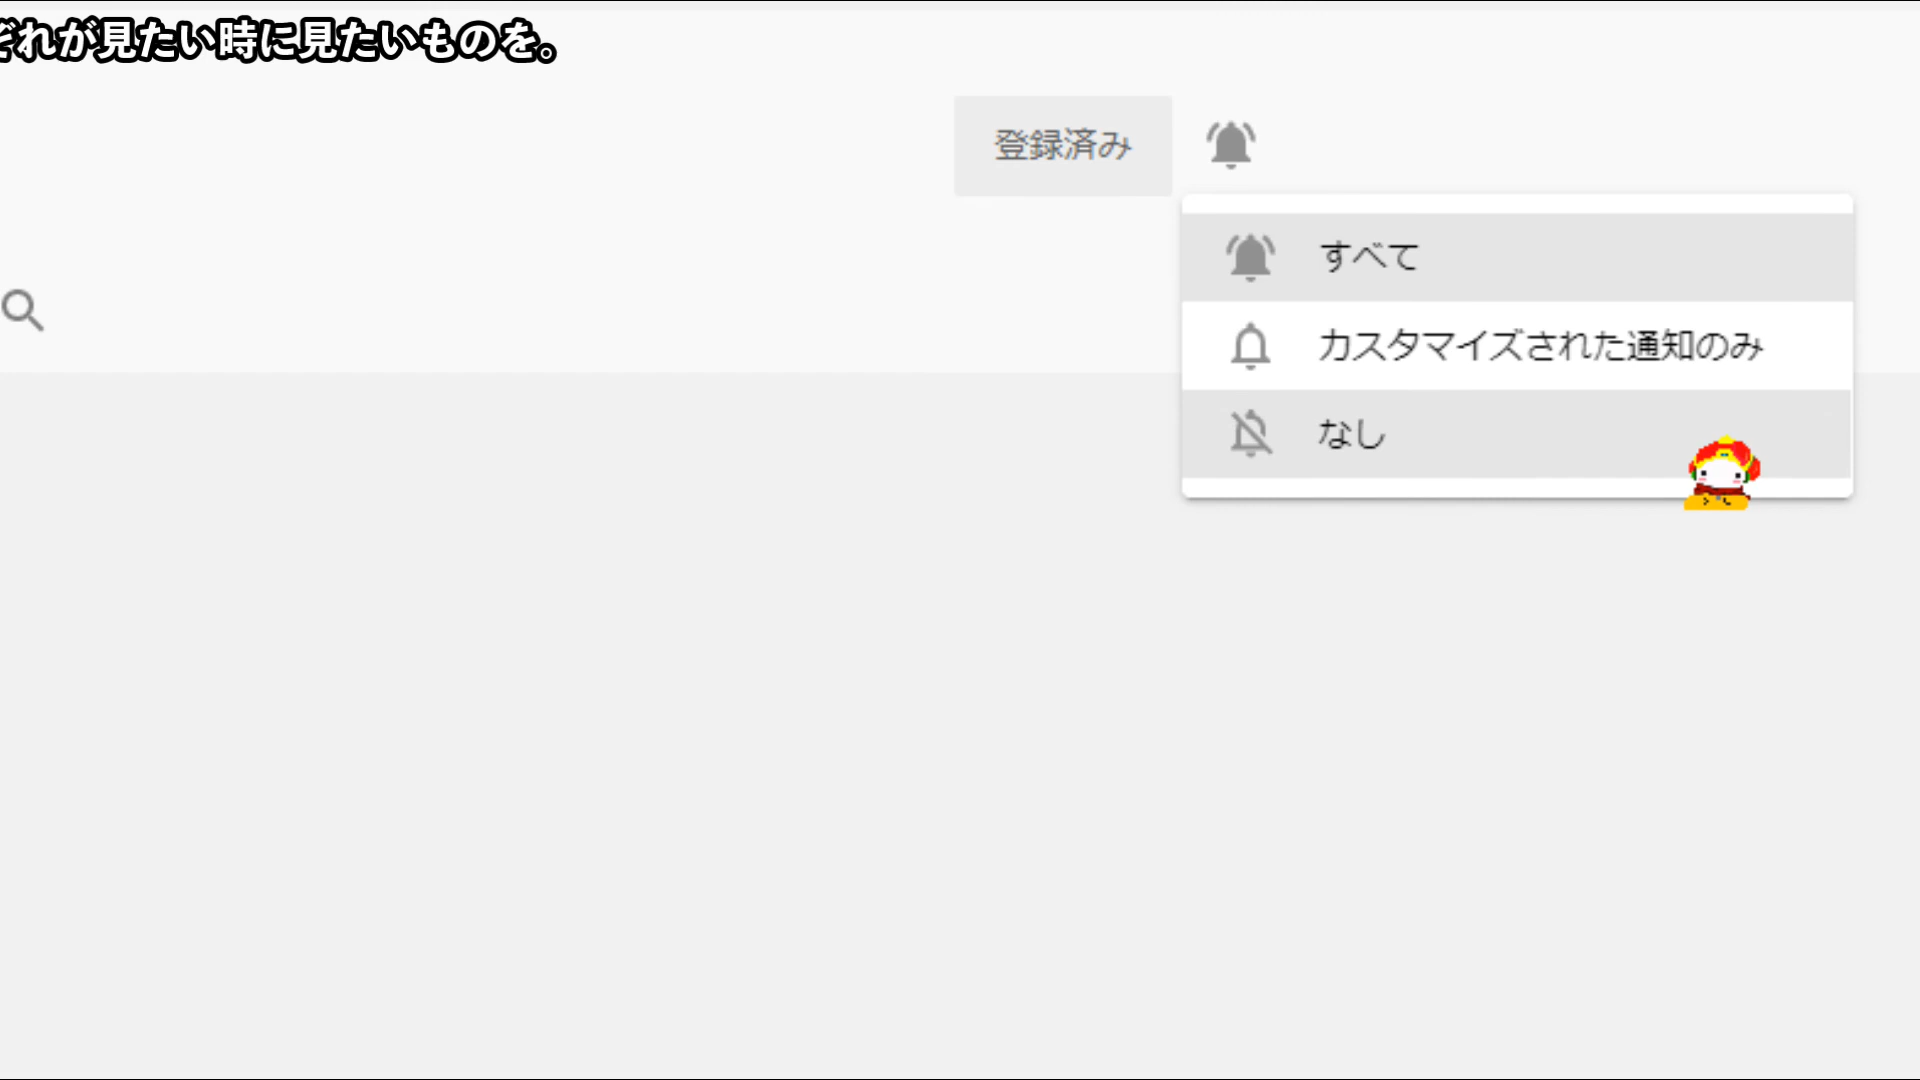 ぞれが見たい時に見たいものを。
登録済み
すべて
カスタマイズされた通知のみ
なし